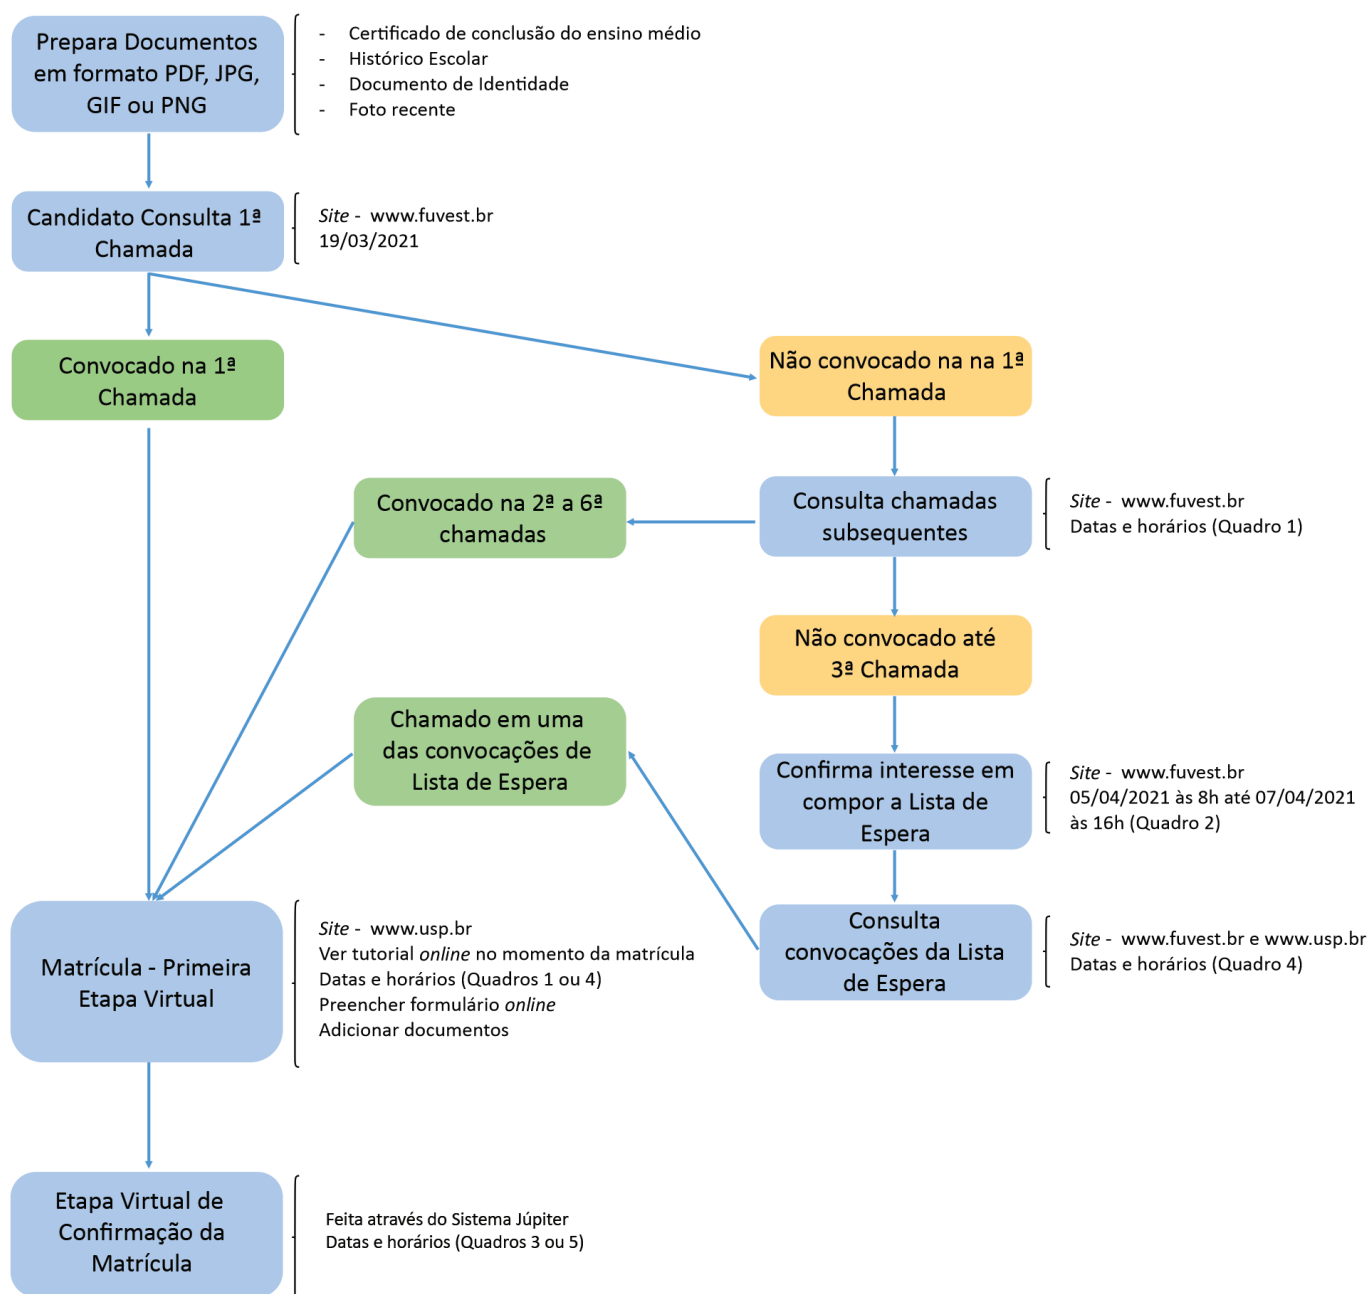 Prepara Documentos
em formato PDF, JPG,
GIF ou PNG
- Certificado de conclusão do ensino médio
- Histórico Escolar
- Documento de Identidade
- Foto recente
Candidato Consulta 1ª
Chamada
Site - www.fuvest.br
19/03/2021
Convocado na 1ª
Chamada
Não convocado na na 1ª
Chamada
Convocado na 2ª a 6ª
chamadas
Consulta chamadas
subsequentes
Site - www.fuvest.br
Datas e horários (Quadro 1)
Não convocado até
3ª Chamada
Chamado em uma
das convocações de
Lista de Espera
Confirma interesse em
compor a Lista de
Espera
Site - www.fuvest.br
05/04/2021 às 8h até 07/04/2021
às 16h (Quadro 2)
Matrícula - Primeira
Etapa Virtual
Site - www.usp.br
Ver tutorial online no momento da matrícula
Datas e horários (Quadros 1 ou 4)
Preencher formulário online
Adicionar documentos
Consulta
convocações da Lista
de Espera
Site - www.fuvest.br e www.usp.br
Datas e horários (Quadro 4)
Etapa Virtual de
Confirmação da
Matrícula
Feita através do Sistema Júpiter
Datas e horários (Quadros 3 ou 5)